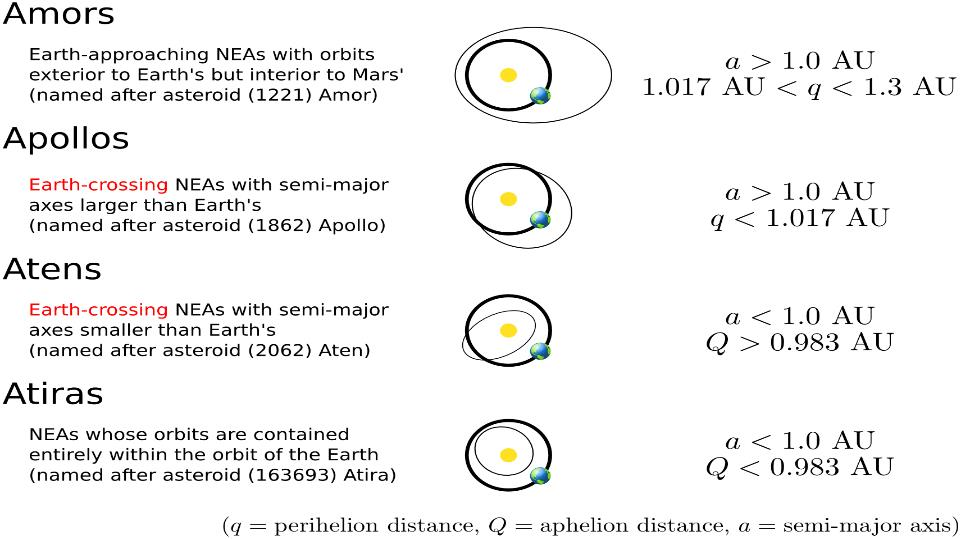 Amors
Earth-approaching NEAs with orbits
exterior to Earth's but interior to Mars'
(named after asteroid (1221) Amor)
a > 1.0 AU
1.017 AU < q < 1.3 AU
Apollos
Earth-crossing NEAs with semi-major
axes larger than Earth's
(named after asteroid (1862) Apollo)
a > 1.0 AU
q < 1.017 AU
Atens
Earth-crossing NEAs with semi-major
axes smaller than Earth's
(named after asteroid (2062) Aten)
a < 1.0 AU
Q > 0.983 AU
Atiras
NEAs whose orbits are contained
entirely within the orbit of the Earth
(named after asteroid (163693) Atira)
a < 1.0 AU
Q < 0.983 AU
(q = perihelion distance, Q = aphelion distance, a = semi-major axis)